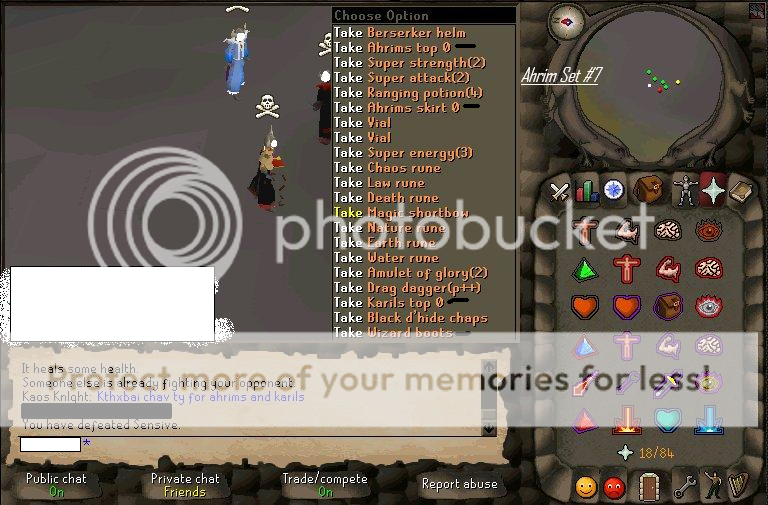 Choose Option
Take Berserker helm
Take Ahrims top 0
Take Super strength(2)
Take Super attack(2)
Take Ranging potion(4)
Take Ahrims skirt 0
Take Vial
Take Vial
Take Super energy(3)
Take Chaos rune
Take Law rune
Take Death rune
Take Magic shortbow
Take Nature rune
Take Earth rune
Take Water rune
Take Amulet of glory(2)
Take Drag dagger(p++)
Take Karils top 0
Take Black d'hide chaps
Take Wizard boots
Ahrim Set #7
photobucket
Protect more of your memories for less!
It heals some health.
Someone else is already fighting your opponent.
Kaos Knight: Kthxbai chav ty for ahrims and karils
You have defeated Sensive.
*
18/84
Public chat
On
Private chat
Friends
Trade/compete
On
Report abuse